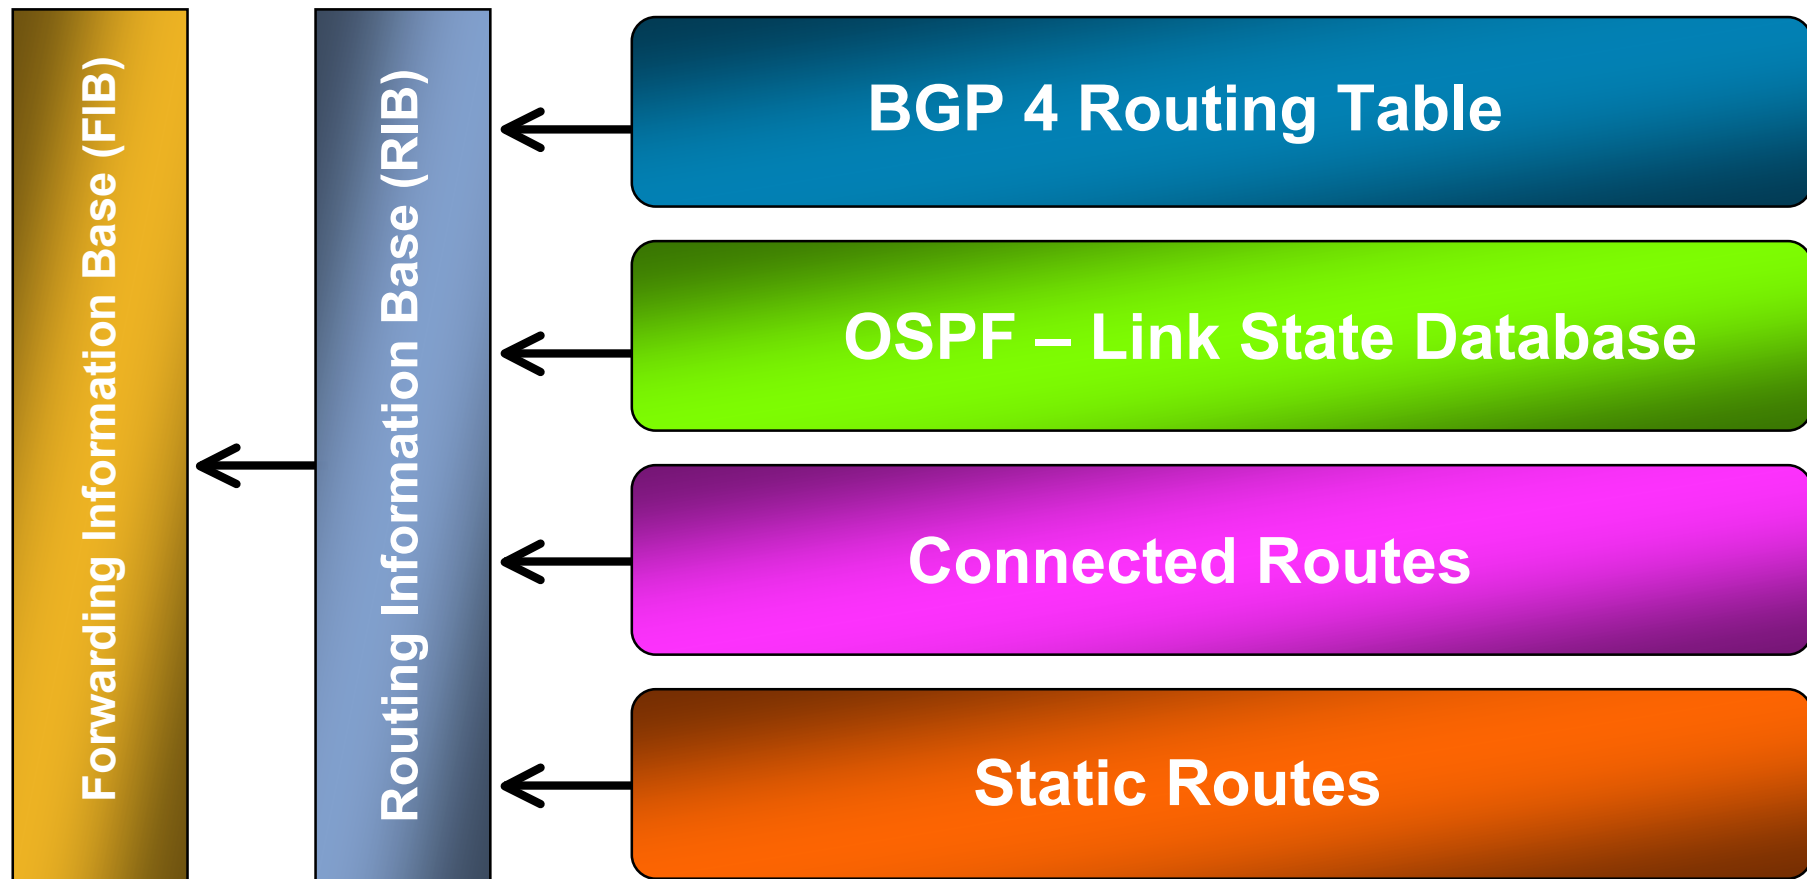 Forwarding Information Base (FIB)
Routing Information Base (RIB)
BGP 4 Routing Table
OSPF – Link State Database
Connected Routes
Static Routes